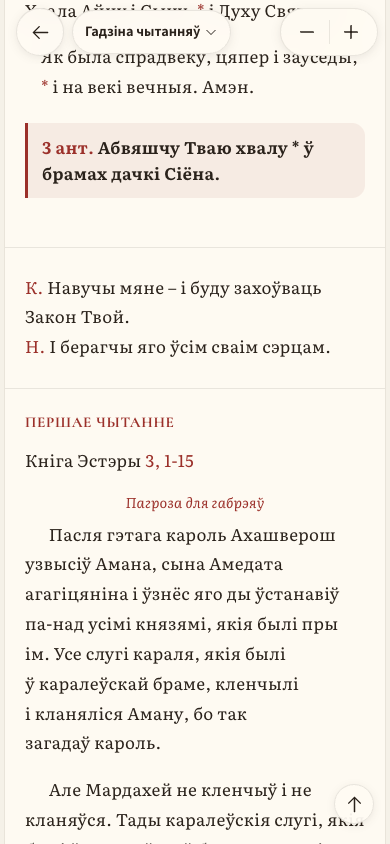 Гадзіна чытанняў
Як была спрадвеку, цяпер і заўсёды,
* і на векі вечныя. Амэн.
3 ант. Абвяшчу Тваю хвалу * ў
брамах дачкі Сіёна.
К. Навучы мяне – і буду захоўваць
Закон Твой.
Н. І берагчы яго ўсім сваім сэрцам.
ПЕРШАЕ ЧЫТАННЕ
Кніга Эстэры 3, 1-15
Пагроза для габрэяў
Пасля гэтага кароль Ахашверош
узвысіў Амана, сына Амедата
агагіцяніна і ўзнёс яго ды ўстанавіў
па-над усімі князямі, якія былі пры
ім. Усе слугі караля, якія былі
ў каралеўскай браме, кленчылі
і кланяліся Аману, бо так
загадаў кароль.
Але Мардахей не кленчыў і не
кланяўся. Тады каралеўскія слугі, якія